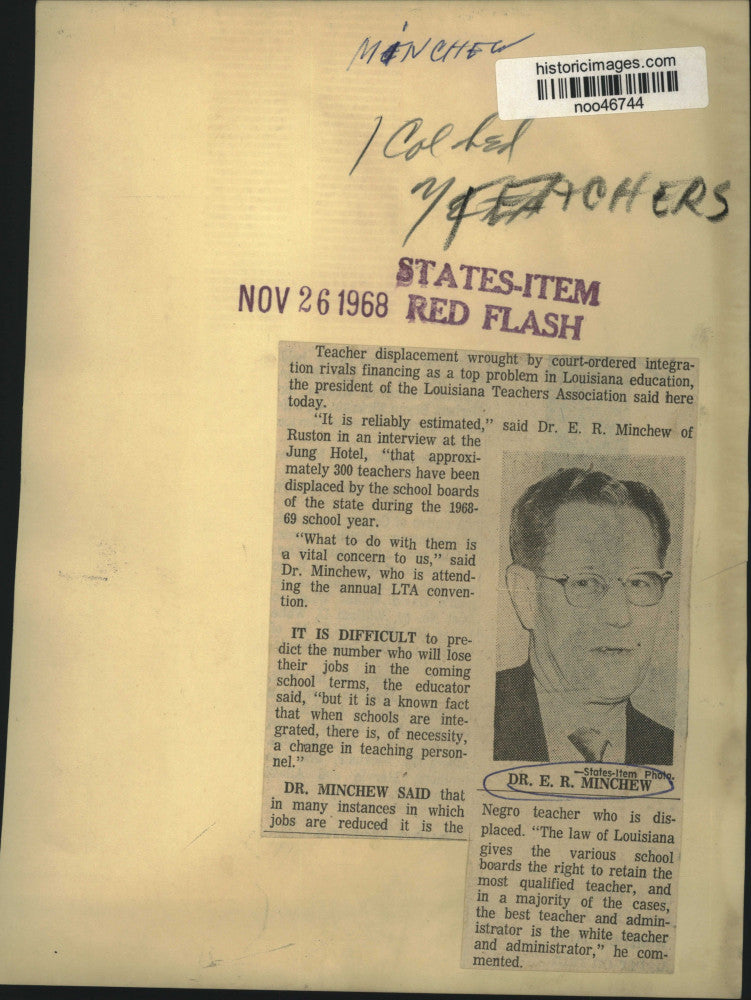 MINCHEW
historicimages.com
noo46744
1 Col hed
TEACHERS
STATES-ITEM
NOV 26 1968 RED FLASH
Teacher displacement wrought by court-ordered integra-
tion rivals financing as a top problem in Louisiana education,
the president of the Louisiana Teachers Association said here
today.
"It is reliably estimated," said Dr. E. R. Minchew of
Ruston in an interview at the
Jung Hotel, "that approxi-
mately 300 teachers have been
displaced by the school boards
of the state during the 1968-
69 school year.
"What to do with them is
a vital concern to us," said
Dr. Minchew, who is attend-
ing the annual LTA conven-
tion.
IT IS DIFFICULT to pre-
dict the number who will lose
their jobs in the coming
school terms, the educator
said, "but it is a known fact
that when schools are inte-
grated, there is, of necessity,
a change in teaching person-
nel."
DR. MINCHEW SAID that
in many instances in which
jobs are reduced it is the
—States-Item Photo.
DR. E. R. MINCHEW
Negro teacher who is dis-
placed. "The law of Louisiana
gives the various school
boards the right to retain the
most qualified teacher, and
in a majority of the cases,
the best teacher and admin-
istrator is the white teacher
and administrator," he com-
mented.